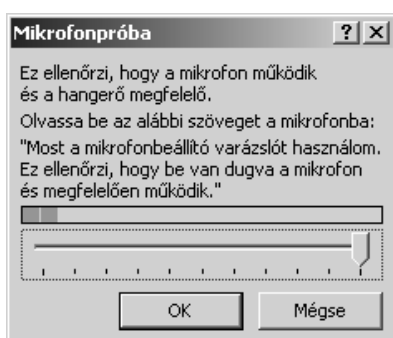 Mikrofonpróba
Ez ellenőrzi, hogy a mikrofon működik
és a hangerő megfelelő.
Olvassa be az alábbi szöveget a mikrofonba:
"Most a mikrofonbeállító varázslót használom.
Ez ellenőrzi, hogy be van dugva a mikrofon
és megfelelően működik."
OK Mégse